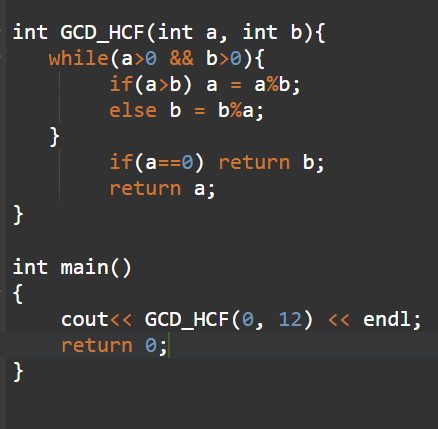 int GCD_HCF(int a, int b){
while(a>0 && b>0){
if(a>b) a = a%b;
else b = b%a;
}
if(a==0) return b;
return a;
}
int main()
{
cout<< GCD_HCF(0, 12) << endl;
return 0;
}